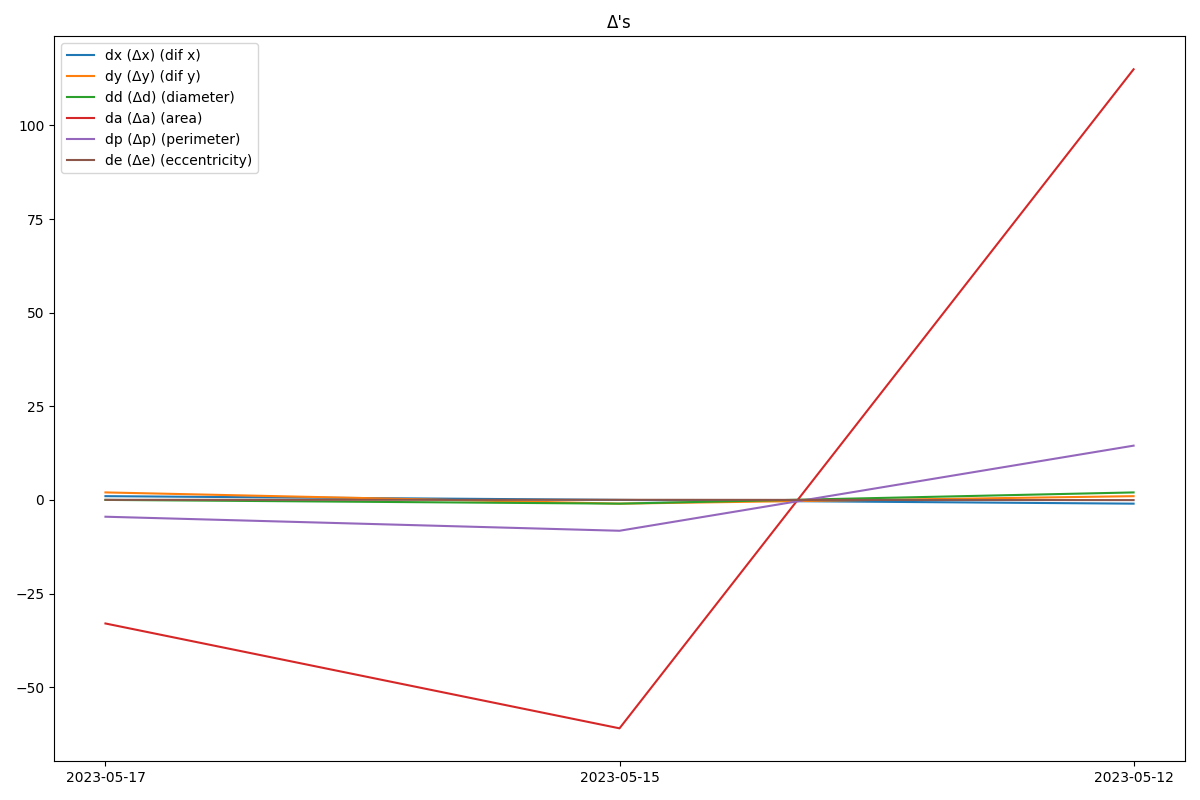 Δ's
dx (Δx) (dif x)
dy (Δy) (dif y)
dd (Δd) (diameter)
da (Δa) (area)
dp (Δp) (perimeter)
de (Δe) (eccentricity)
100
75
50
25
0
−25
−50
2023-05-17
2023-05-15
2023-05-12